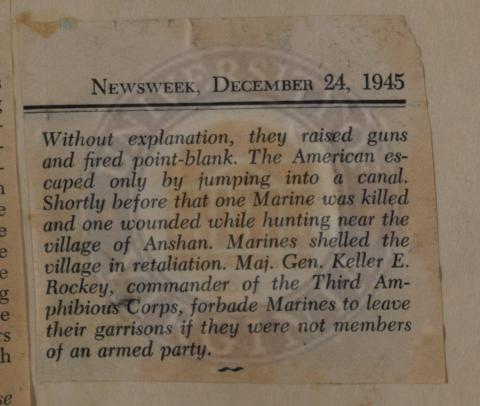 NEWSWEEK, DECEMBER 24, 1945
Without explanation, they raised guns
and fired point-blank. The American es-
caped only by jumping into a canal.
Shortly before that one Marine was killed
and one wounded while hunting near the
village of Anshan. Marines shelled the
village in retaliation. Maj. Gen. Keller E.
Rockey, commander of the Third Am-
phibious Corps, forbade Marines to leave
their garrisons if they were not members
of an armed party.